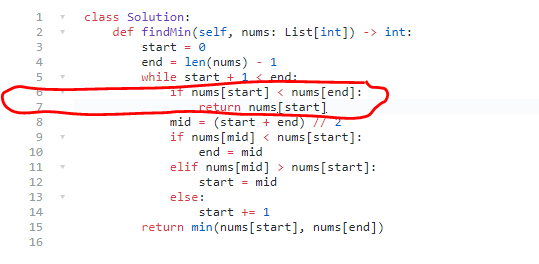 1 class Solution:
2 def findMin(self, nums: List[int]) -> int:
3 start = 0
4 end = len(nums) - 1
5 while start + 1 < end:
6 if nums[start] < nums[end]:
7 return nums[start]
8 mid = (start + end) // 2
9 if nums[mid] < nums[start]:
10 end = mid
11 elif nums[mid] > nums[start]:
12 start = mid
13 else:
14 start += 1
15 return min(nums[start], nums[end])
16